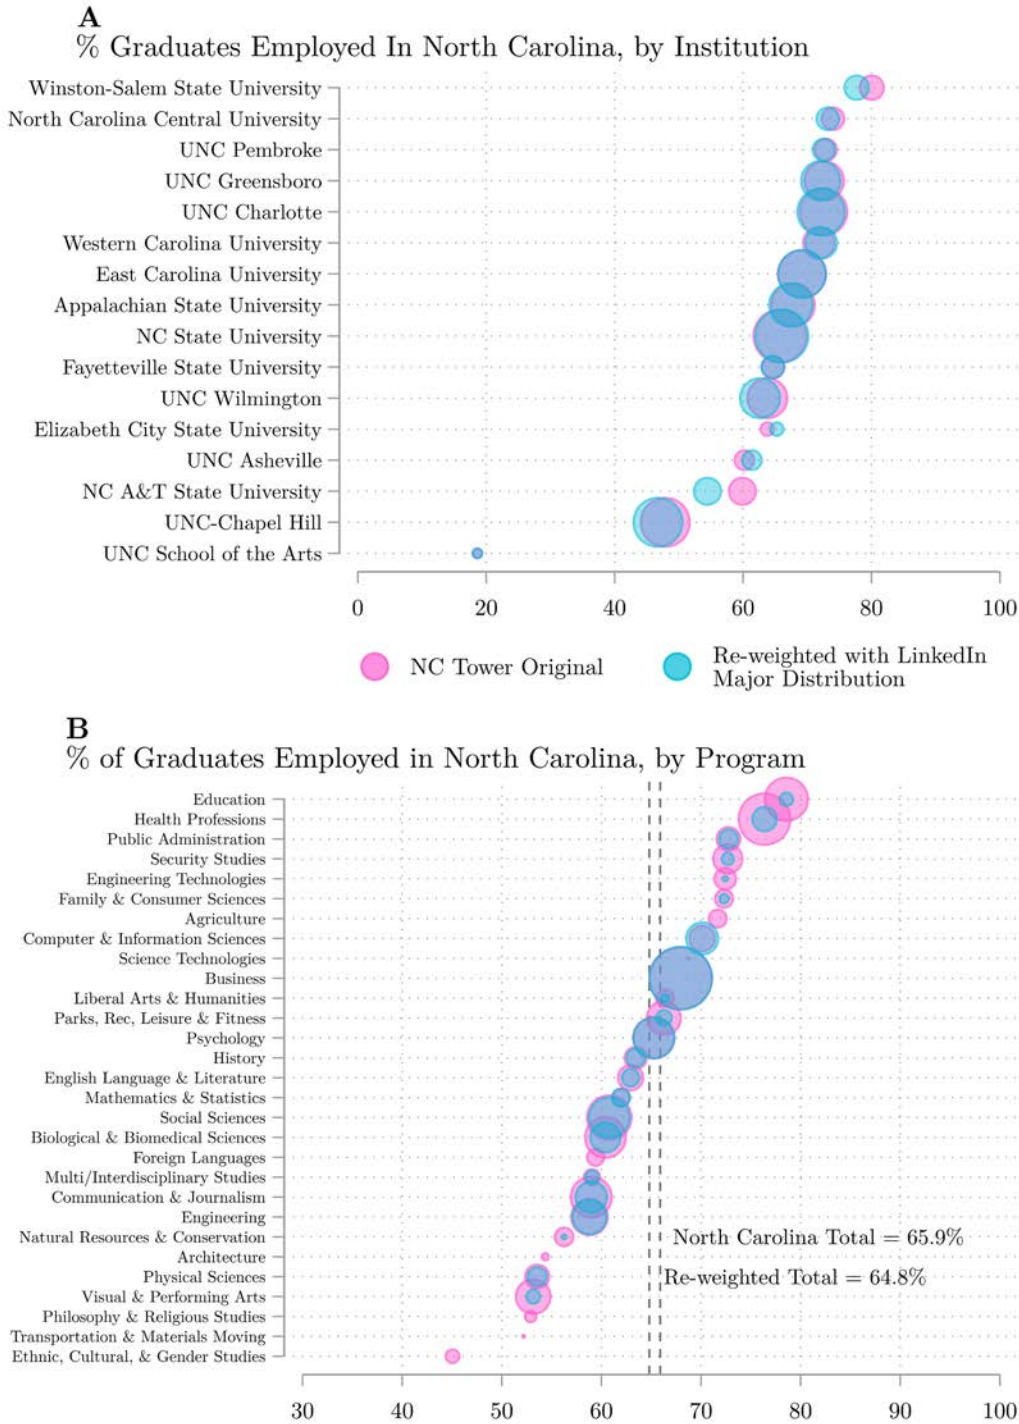 A
% Graduates Employed In North Carolina, by Institution
Winston-Salem State University
North Carolina Central University
UNC Pembroke
UNC Greensboro
UNC Charlotte
Western Carolina University
East Carolina University
Appalachian State University
NC State University
Fayetteville State University
UNC Wilmington
Elizabeth City State University
UNC Asheville
NC A&T State University
UNC-Chapel Hill
UNC School of the Arts
0 20 40 60 80 100
NC Tower Original
Re-weighted with LinkedIn
Major Distribution
B
% of Graduates Employed in North Carolina, by Program
Education
Health Professions
Public Administration
Security Studies
Engineering Technologies
Family & Consumer Sciences
Agriculture
Computer & Information Sciences
Science Technologies
Business
Liberal Arts & Humanities
Parks, Rec, Leisure & Fitness
Psychology
History
English Language & Literature
Mathematics & Statistics
Social Sciences
Biological & Biomedical Sciences
Foreign Languages
Multi/Interdisciplinary Studies
Communication & Journalism
Engineering
Natural Resources & Conservation
North Carolina Total = 65.9%
Architecture
Physical Sciences
Re-weighted Total = 64.8%
Visual & Performing Arts
Philosophy & Religious Studies
Transportation & Materials Moving
Ethnic, Cultural, & Gender Studies
30 40 50 60 70 80 90 100